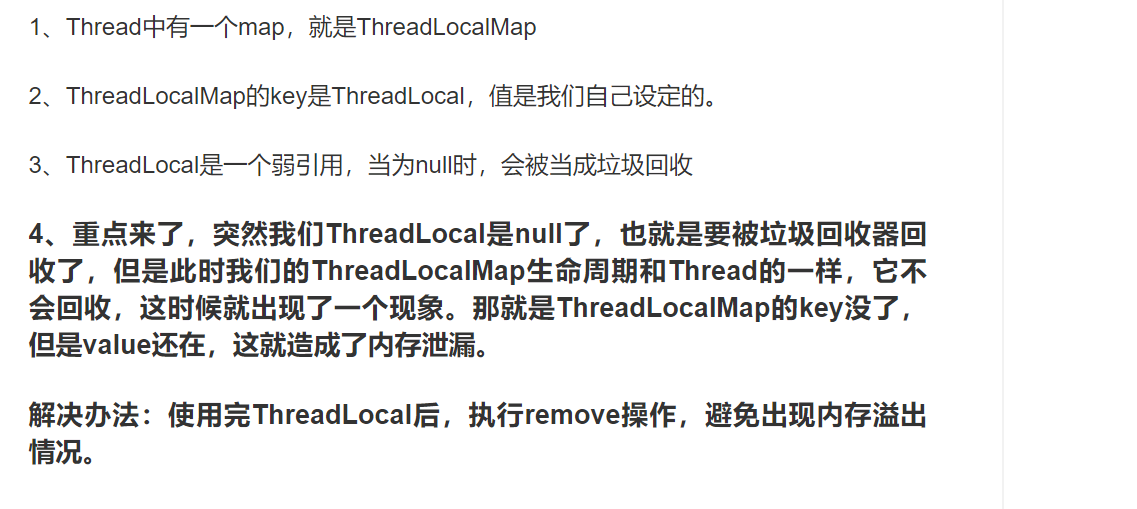 1、Thread中有一个map，就是ThreadLocalMap
2、ThreadLocalMap的key是ThreadLocal，值是我们自己设定的。
3、ThreadLocal是一个弱引用，当为null时，会被当成垃圾回收
4、重点来了，突然我们ThreadLocal是null了，也就是要被垃圾回收器回
收了，但是此时我们的ThreadLocalMap生命周期和Thread的一样，它不
会回收，这时候就出现了一个现象。那就是ThreadLocalMap的key没了，
但是value还在，这就造成了内存泄漏。
解决办法：使用完ThreadLocal后，执行remove操作，避免出现内存溢出
情况。